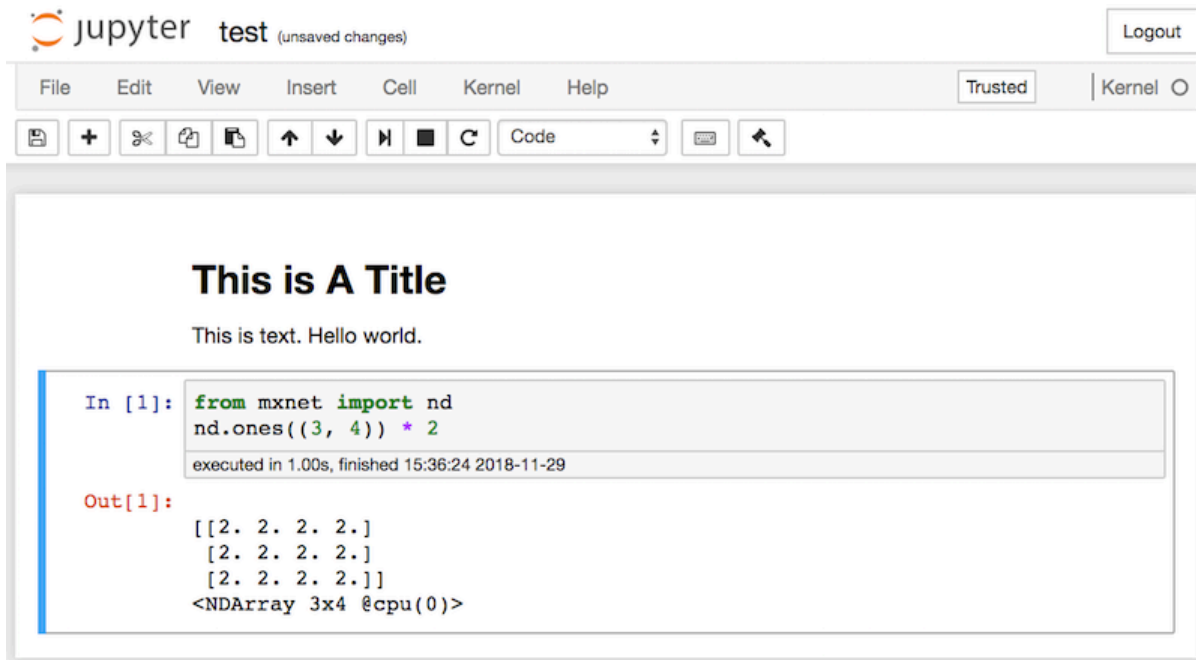 jupyter test (unsaved changes) Logout
File Edit View Insert Cell Kernel Help Trusted Kernel
Code
This is A Title
This is text. Hello world.
In [1]: from mxnet import nd
nd.ones((3, 4)) * 2
executed in 1.00s, finished 15:36:24 2018-11-29
Out[1]:
[[2. 2. 2. 2.]
 [2. 2. 2. 2.]
 [2. 2. 2. 2.]]
<NDArray 3x4 @cpu(0)>